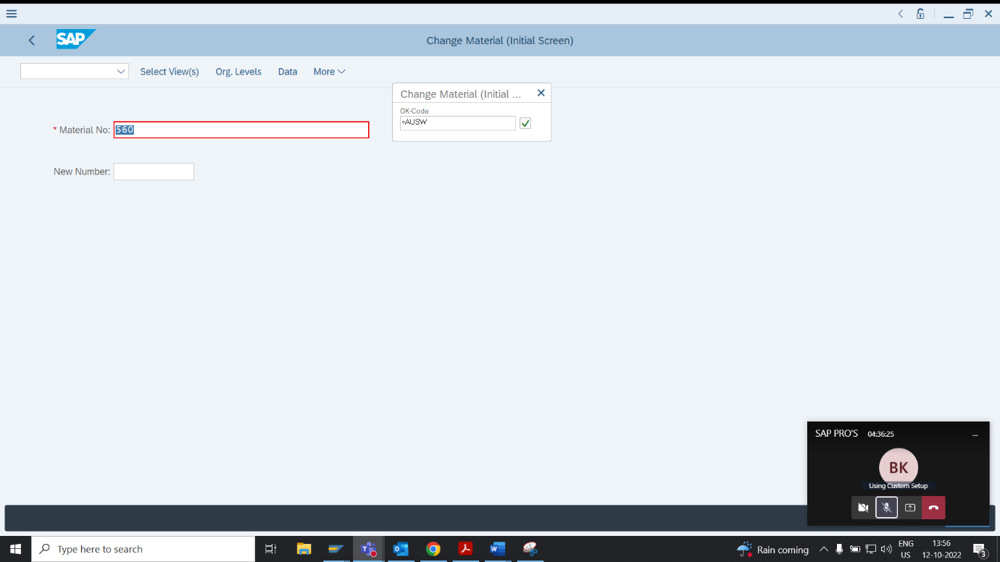 SAP
Change Material (Initial Screen)
Select View(s) Org. Levels Data More
Change Material (Initial ...
OK-Code
=AUSW
* Material No: 560
New Number:
SAP PRO'S 04:36:25
BK
Using Custom Setup
Type here to search
Rain coming
ENG
US
13:56
12-10-2022
3